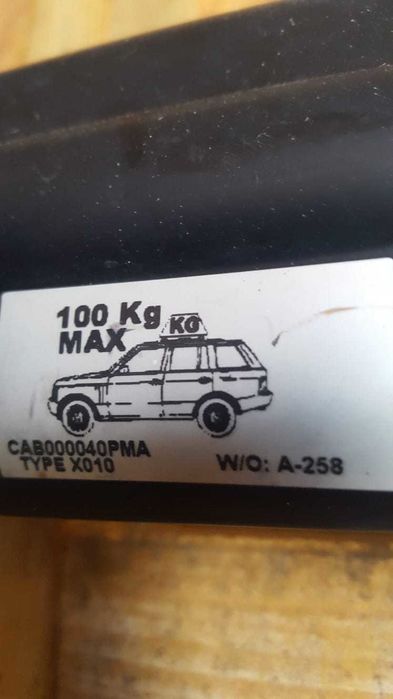 100 Kg
MAX
KG
CAB000040PMA
TYPE X010
W/O: A-258